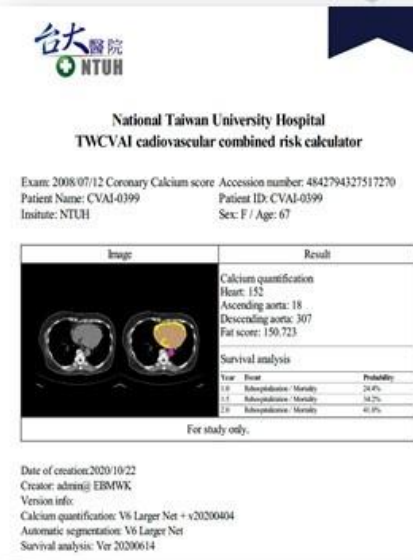 台大醫院
NTUH
National Taiwan University Hospital
TWCVAI cadiovascular combined risk calculator
Exam: 2008/07/12 Coronary Calcium score Accession number: 4842794327517270
Patient Name: CVAI-0399 Patient ID: CVAI-0399
Insitute: NTUH Sex: F / Age: 67
Image Result
Calcium quantification
Heart: 152
Ascending aorta: 18
Descending aorta: 307
Fat score: 150.723
Survival analysis
Year Event Probability
1.0 Rehospitalization / Mortality 24.4%
1.5 Rehospitalization / Mortality 34.2%
2.0 Rehospitalization / Mortality 41.0%
For study only.
Date of creation:2020/10/22
Creator: admin@ EBMWK
Version info:
Calcium quantification: V6 Larger Net + v20200404
Automatic segmentation: V6 Larger Net
Survival analysis: Ver 20200614